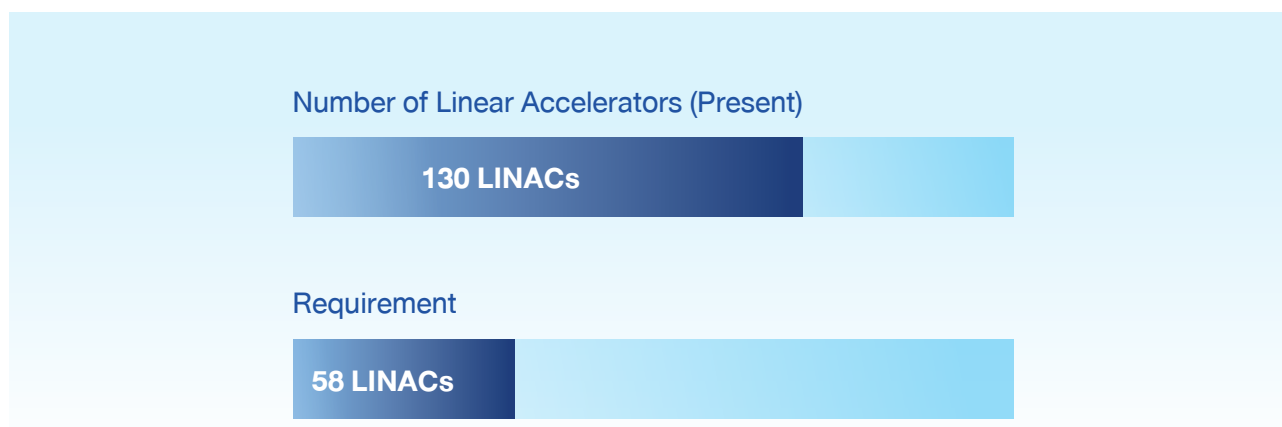 Number of Linear Accelerators (Present)
130 LINACs
Requirement
58 LINACs